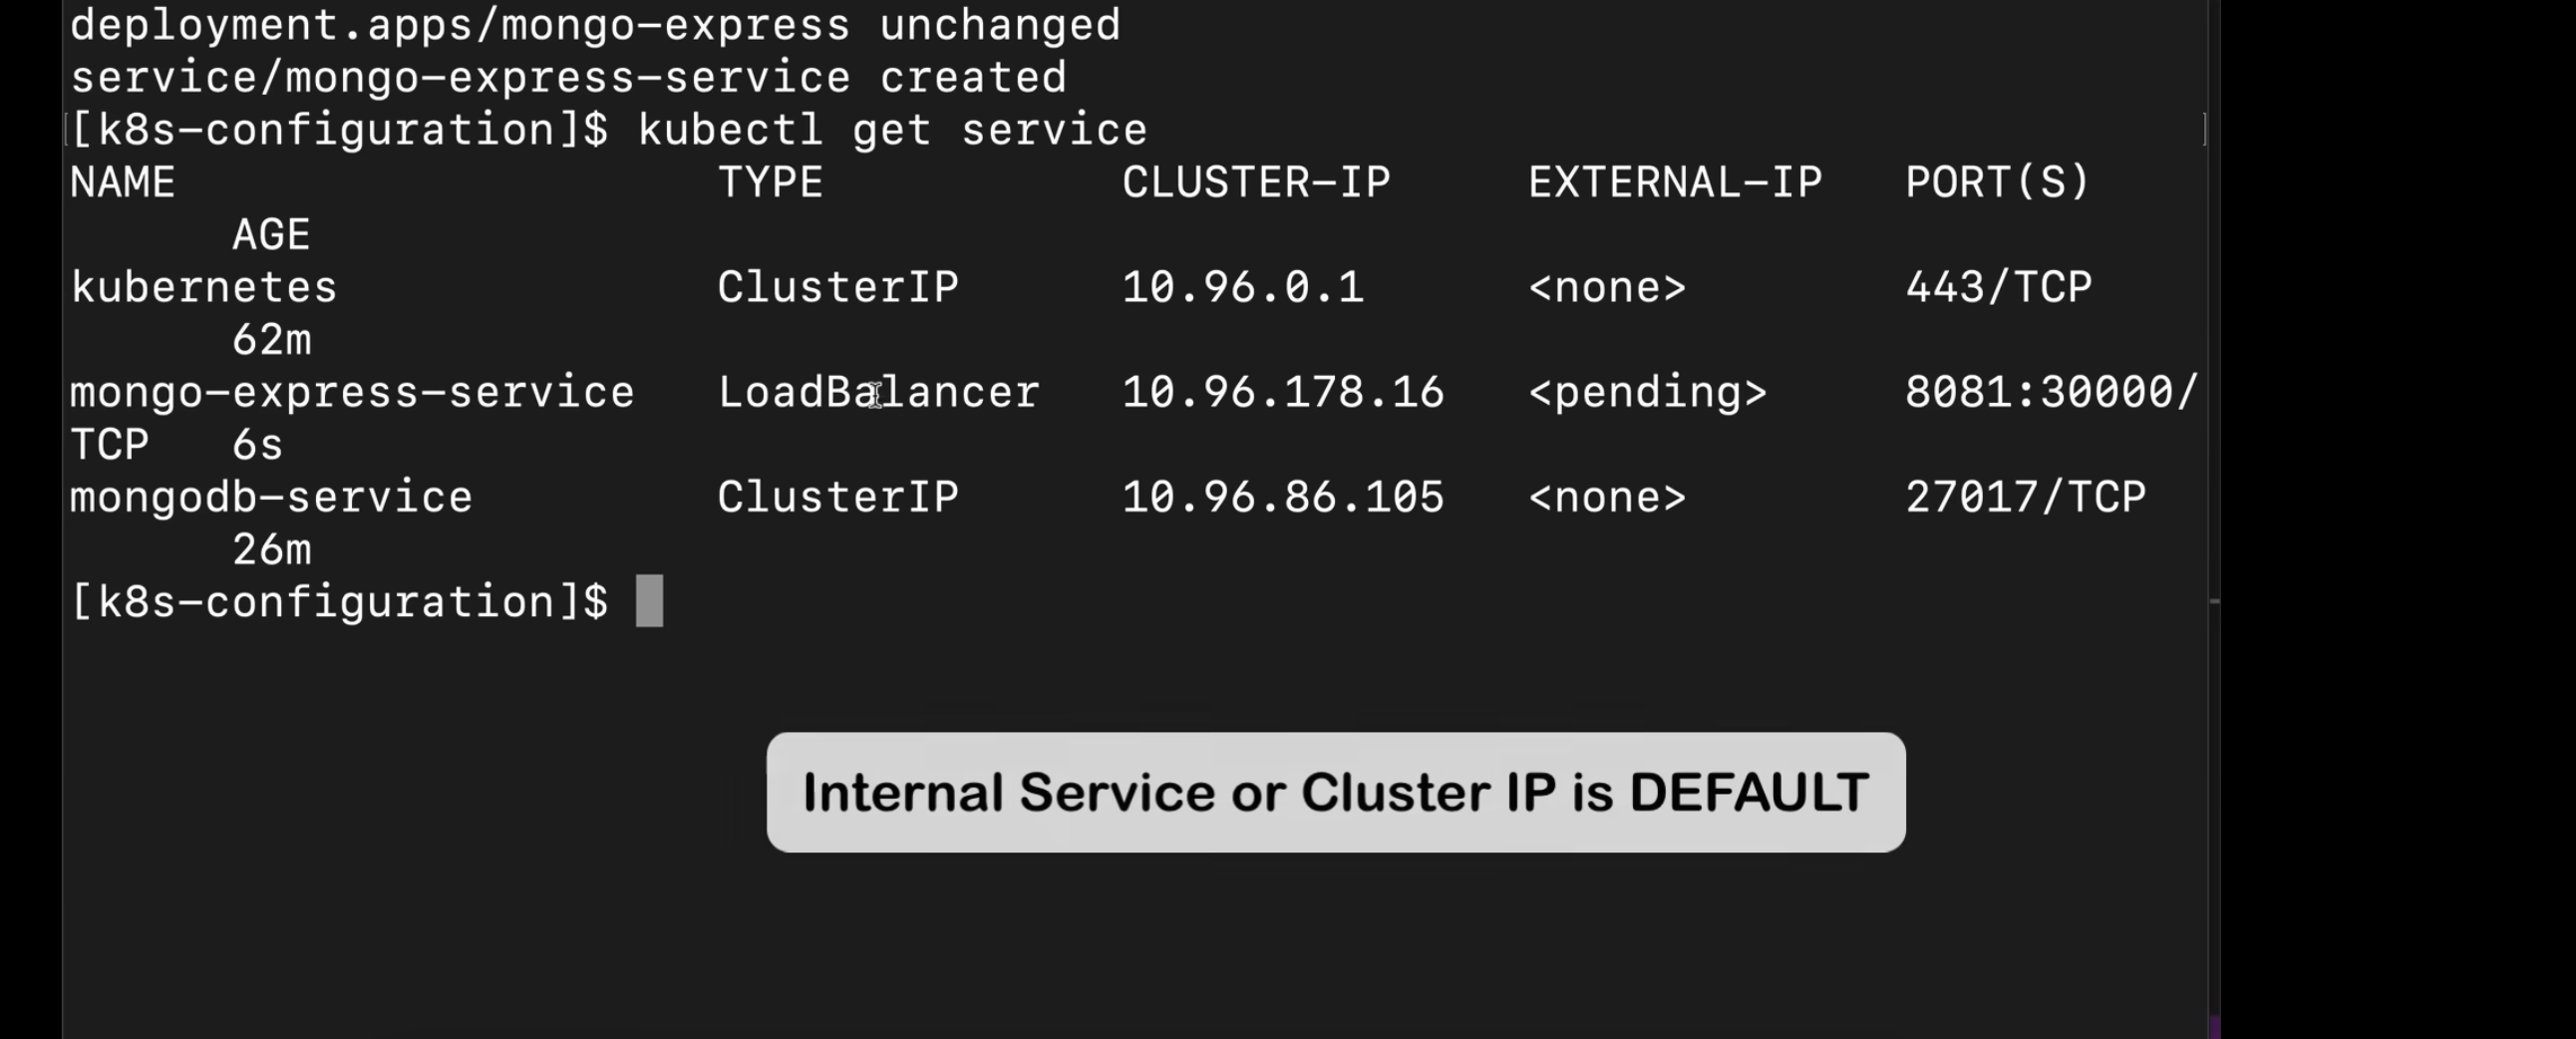 deployment.apps/mongo-express unchanged
service/mongo-express-service created
[k8s-configuration]$ kubectl get service
NAME TYPE CLUSTER-IP EXTERNAL-IP PORT(S)
AGE
kubernetes ClusterIP 10.96.0.1 <none> 443/TCP
62m
mongo-express-service LoadBalancer 10.96.178.16 <pending> 8081:30000/
TCP 6s
mongodb-service ClusterIP 10.96.86.105 <none> 27017/TCP
26m
[k8s-configuration]$
Internal Service or Cluster IP is DEFAULT